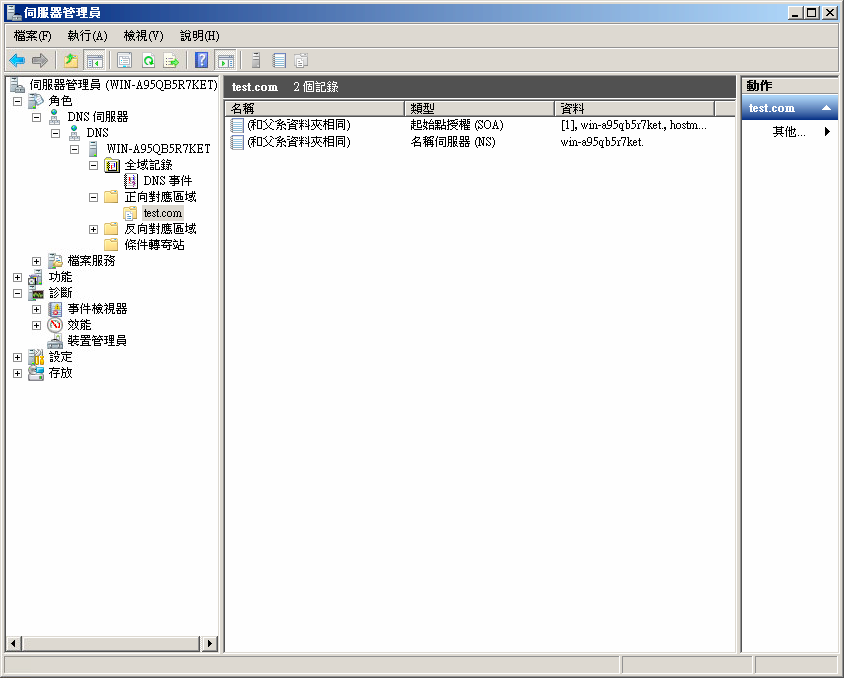 伺服器管理員
檔案(F) 執行(A) 檢視(V) 說明(H)
伺服器管理員 (WIN-A95QB5R7KET)
角色
DNS 伺服器
DNS
WIN-A95QB5R7KET
全域記錄
DNS 事件
正向對應區域
test.com
反向對應區域
條件轉寄站
檔案服務
功能
診斷
事件檢視器
效能
裝置管理員
設定
存放
test.com 2 個記錄
名稱 類型 資料
(和父系資料夾相同) 起始點授權 (SOA) [1], win-a95qb5r7ket., hostm...
(和父系資料夾相同) 名稱伺服器 (NS) win-a95qb5r7ket.
動作
test.com
其他...